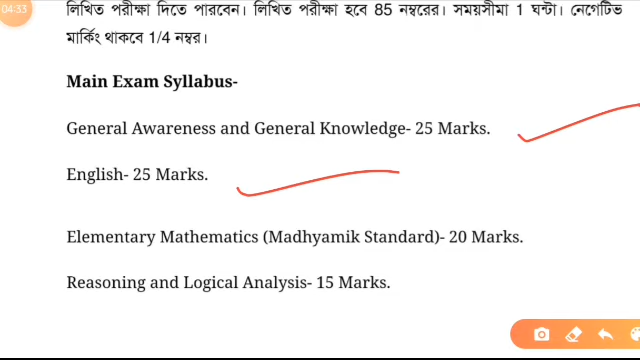 04:33
লিখিত পরীক্ষা দিতে পারবেন। লিখিত পরীক্ষা হবে 85 নম্বরের। সময়সীমা 1 ঘন্টা। নেগেটিভ
মার্কিং থাকবে 1/4 নম্বর।
Main Exam Syllabus-
General Awareness and General Knowledge- 25 Marks.
English- 25 Marks.
Elementary Mathematics (Madhyamik Standard)- 20 Marks.
Reasoning and Logical Analysis- 15 Marks.